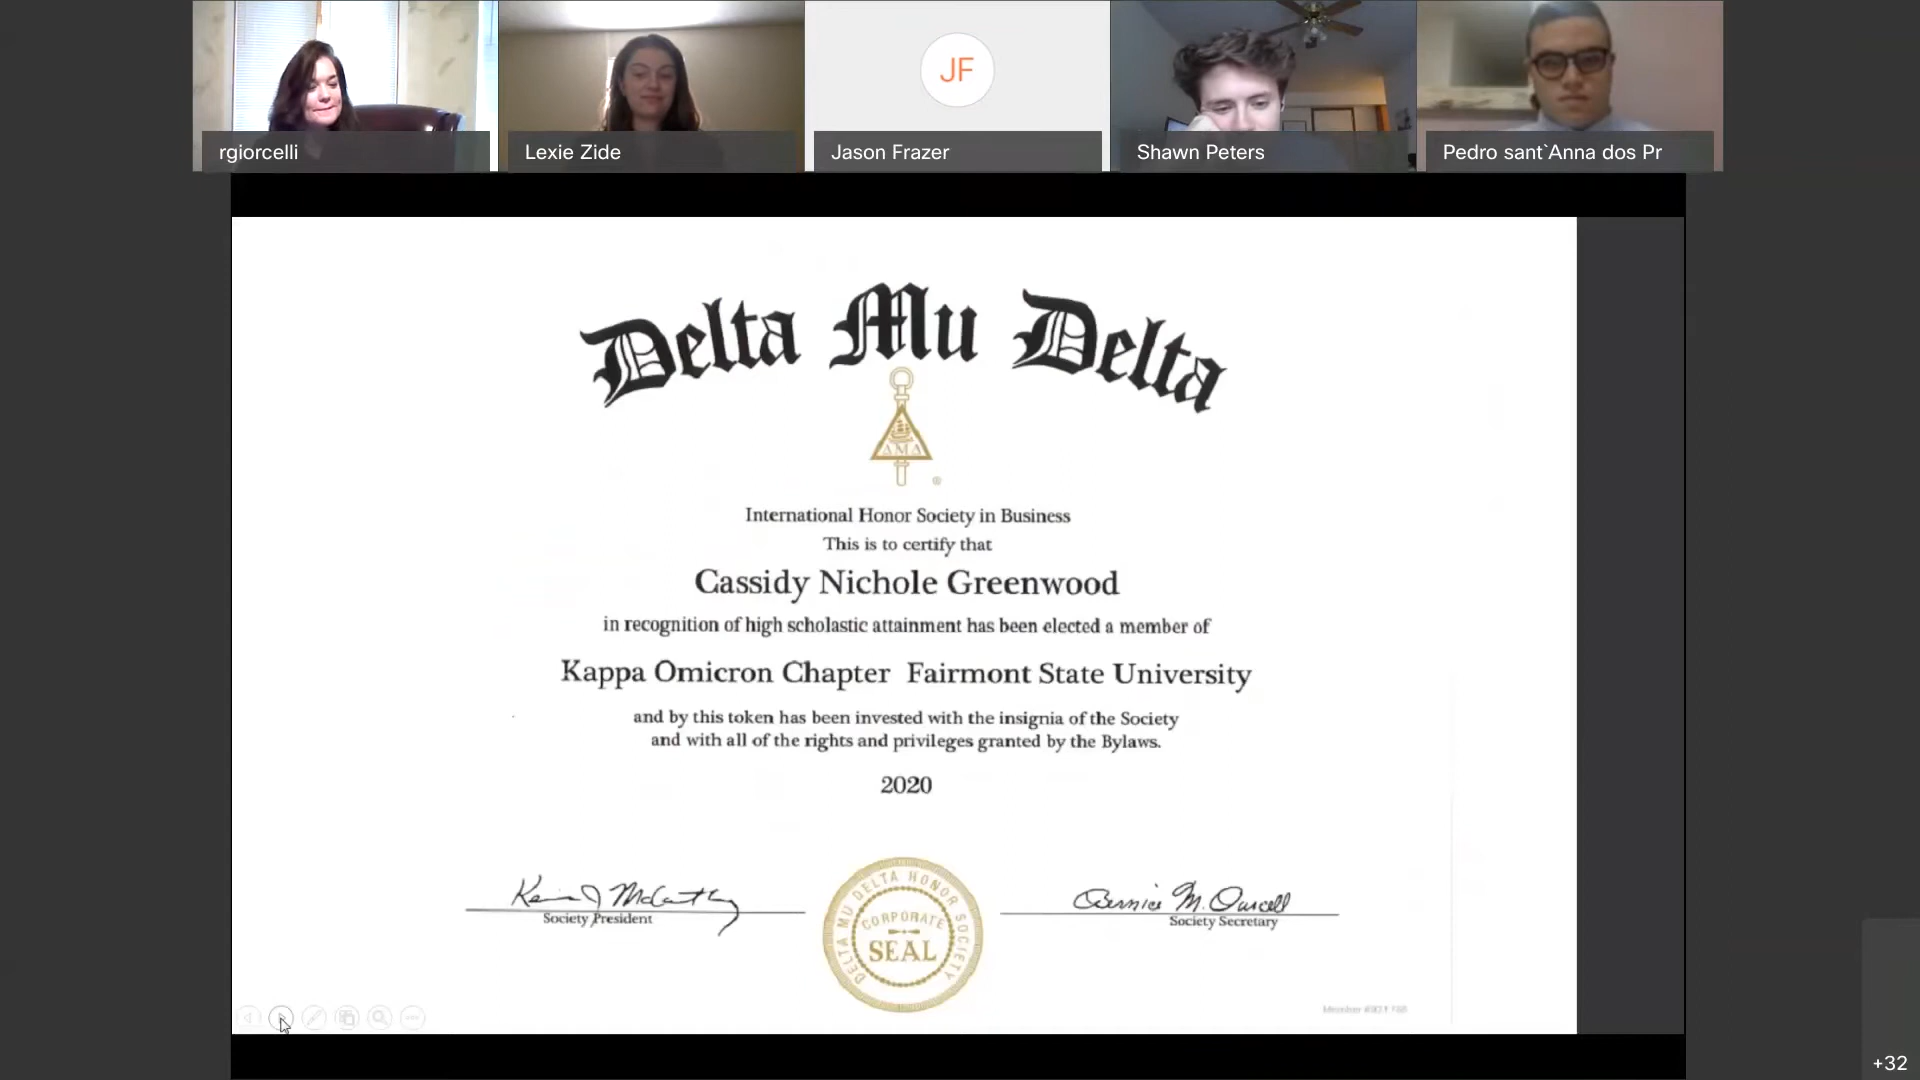 JF
rgiorcelli
Lexie Zide
Jason Frazer
Shawn Peters
Pedro sant`Anna dos Pr
Delta Mu Delta
ΔΜΔ
®
International Honor Society in Business
This is to certify that
Cassidy Nichole Greenwood
in recognition of high scholastic attainment has been elected a member of
Kappa Omicron Chapter Fairmont State University
and by this token has been invested with the insignia of the Society
and with all of the rights and privileges granted by the Bylaws.
2020
Society President
DELTA MU DELTA HONOR SOCIETY
CORPORATE
SEAL
Bernice M. Purcell
Society Secretary
Member
+32